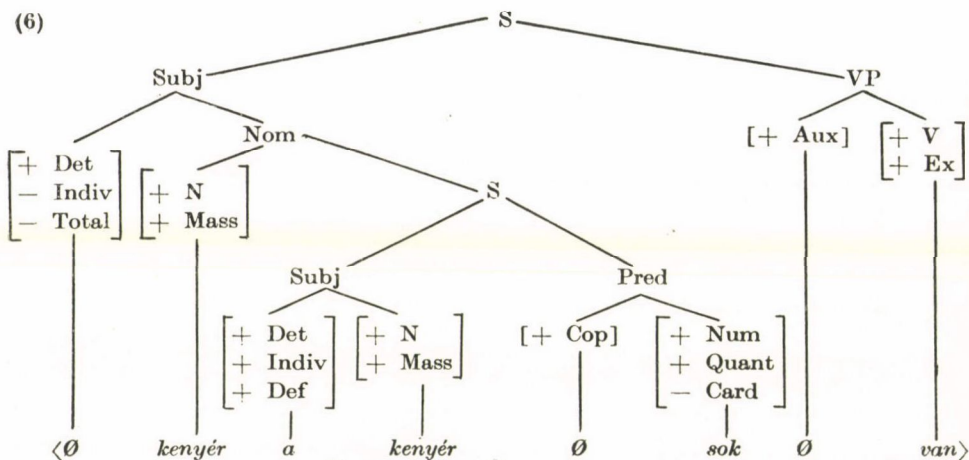 (6) S
Subj VP
Nom [+ Aux] [+ V
+ Det + Ex]
− Indiv + N
− Total + Mass S
Subj Pred
+ Det + N [+ Cop] + Num
+ Indiv + Mass + Quant
+ Def − Card
⟨Ø kenyér a kenyér Ø sok Ø van⟩